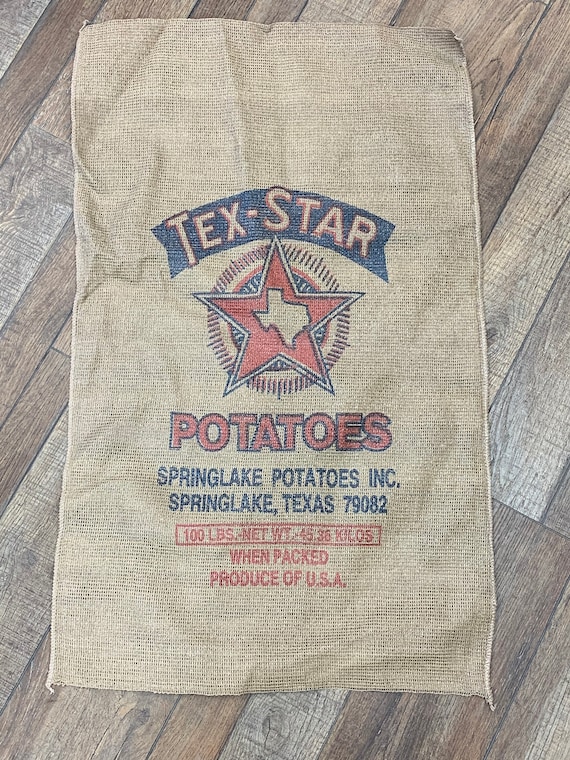 TEX-STAR
POTATOES
SPRINGLAKE POTATOES INC.
SPRINGLAKE, TEXAS 79082
100 LBS.-NET WT.-45.36 KILOS
WHEN PACKED
PRODUCE OF U.S.A.